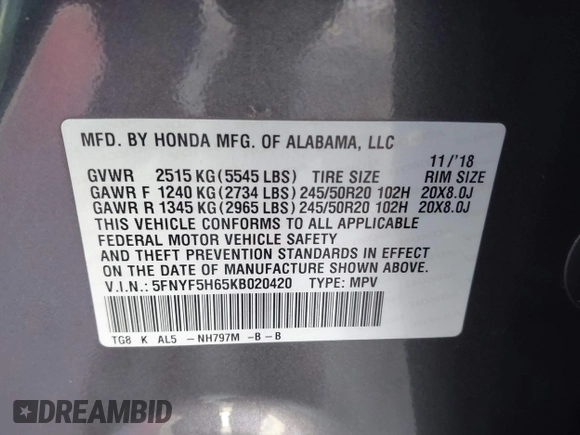 MFD. BY HONDA MFG. OF ALABAMA, LLC
11/'18
GVWR 2515 KG(5545 LBS) TIRE SIZE RIM SIZE
GAWR F 1240 KG(2734 LBS)245/50R20 102H 20X8.0J
GAWR R 1345 KG(2965 LBS)245/50R20 102H 20X8.0J
THIS VEHICLE CONFORMS TO ALL APPLICABLE
FEDERAL MOTOR VEHICLE SAFETY
AND THEFT PREVENTION STANDARDS IN EFFECT
ON THE DATE OF MANUFACTURE SHOWN ABOVE.
V.I.N.: 5FNYF5H65KB020420 TYPE: MPV
TG8 K AL5 -NH797M -B-B
DREAMBID